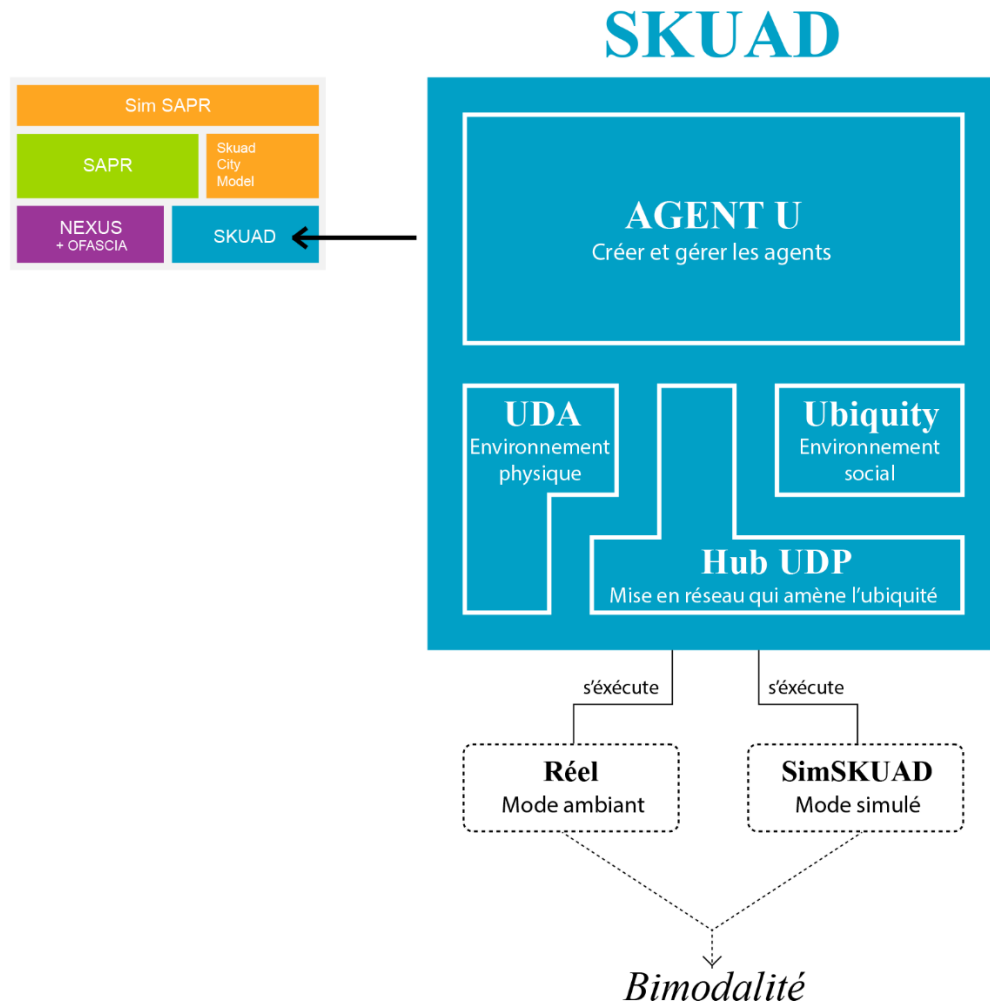 SKUAD
Sim SAPR
SAPR
Skuad
City
Model
NEXUS
+ OFASCIA
SKUAD
AGENT U
Créer et gérer les agents
UDA
Environnement
physique
Ubiquity
Environnement
social
Hub UDP
Mise en réseau qui amène l’ubiquité
s’éxécute
s’éxécute
Réel
Mode ambiant
SimSKUAD
Mode simulé
Bimodalité